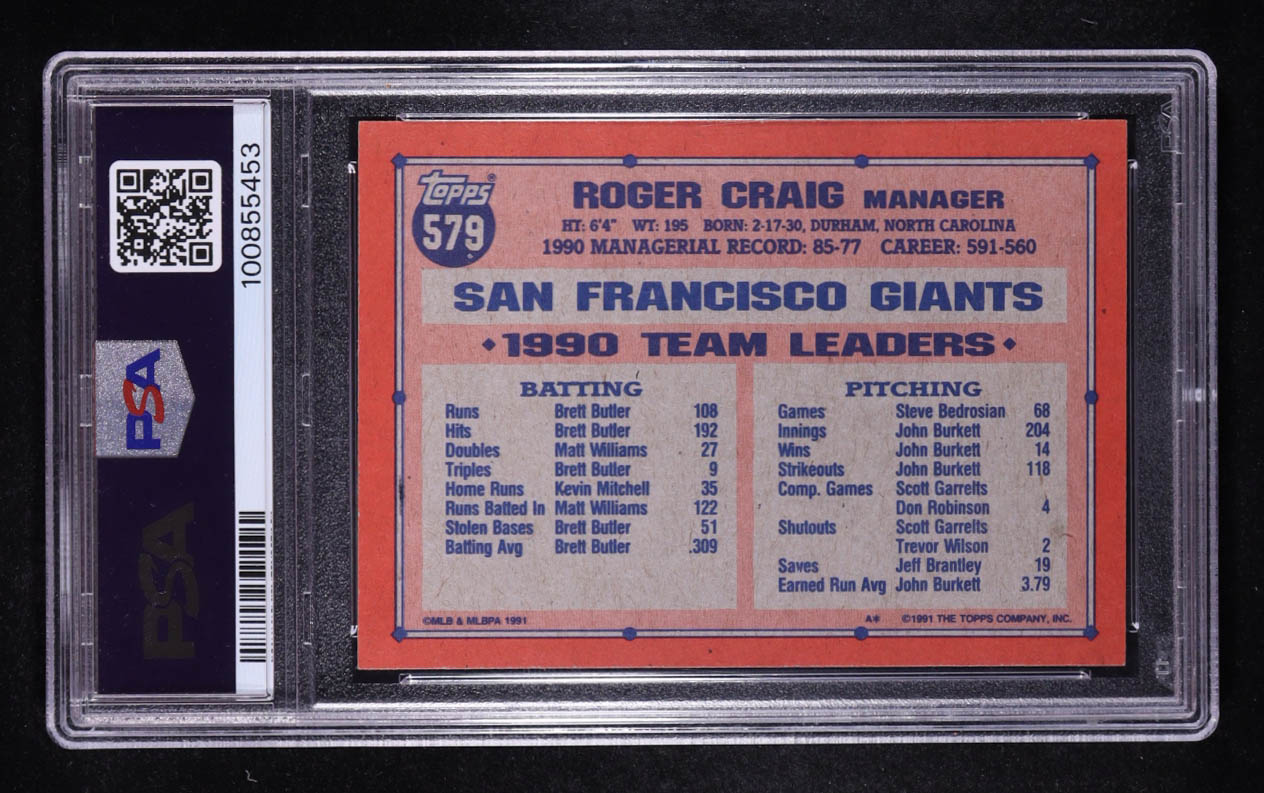 100855453
PSA
PSA
TOPPS®
579
ROGER CRAIG MANAGER
HT: 6'4" WT: 195 BORN: 2-17-30, DURHAM, NORTH CAROLINA
1990 MANAGERIAL RECORD: 85-77 CAREER: 591-560
SAN FRANCISCO GIANTS
◆1990 TEAM LEADERS◆
BATTING
Runs Brett Butler 108
Hits Brett Butler 192
Doubles Matt Williams 27
Triples Brett Butler 9
Home Runs Kevin Mitchell 35
Runs Batted In Matt Williams 122
Stolen Bases Brett Butler 51
Batting Avg Brett Butler .309
PITCHING
Games Steve Bedrosian 68
Innings John Burkett 204
Wins John Burkett 14
Strikeouts John Burkett 118
Comp. Games Scott Garrelts
Don Robinson 4
Shutouts Scott Garrelts
Trevor Wilson 2
Saves Jeff Brantley 19
Earned Run Avg John Burkett 3.79
©MLB & MLBPA 1991
A* ©1991 THE TOPPS COMPANY, INC.